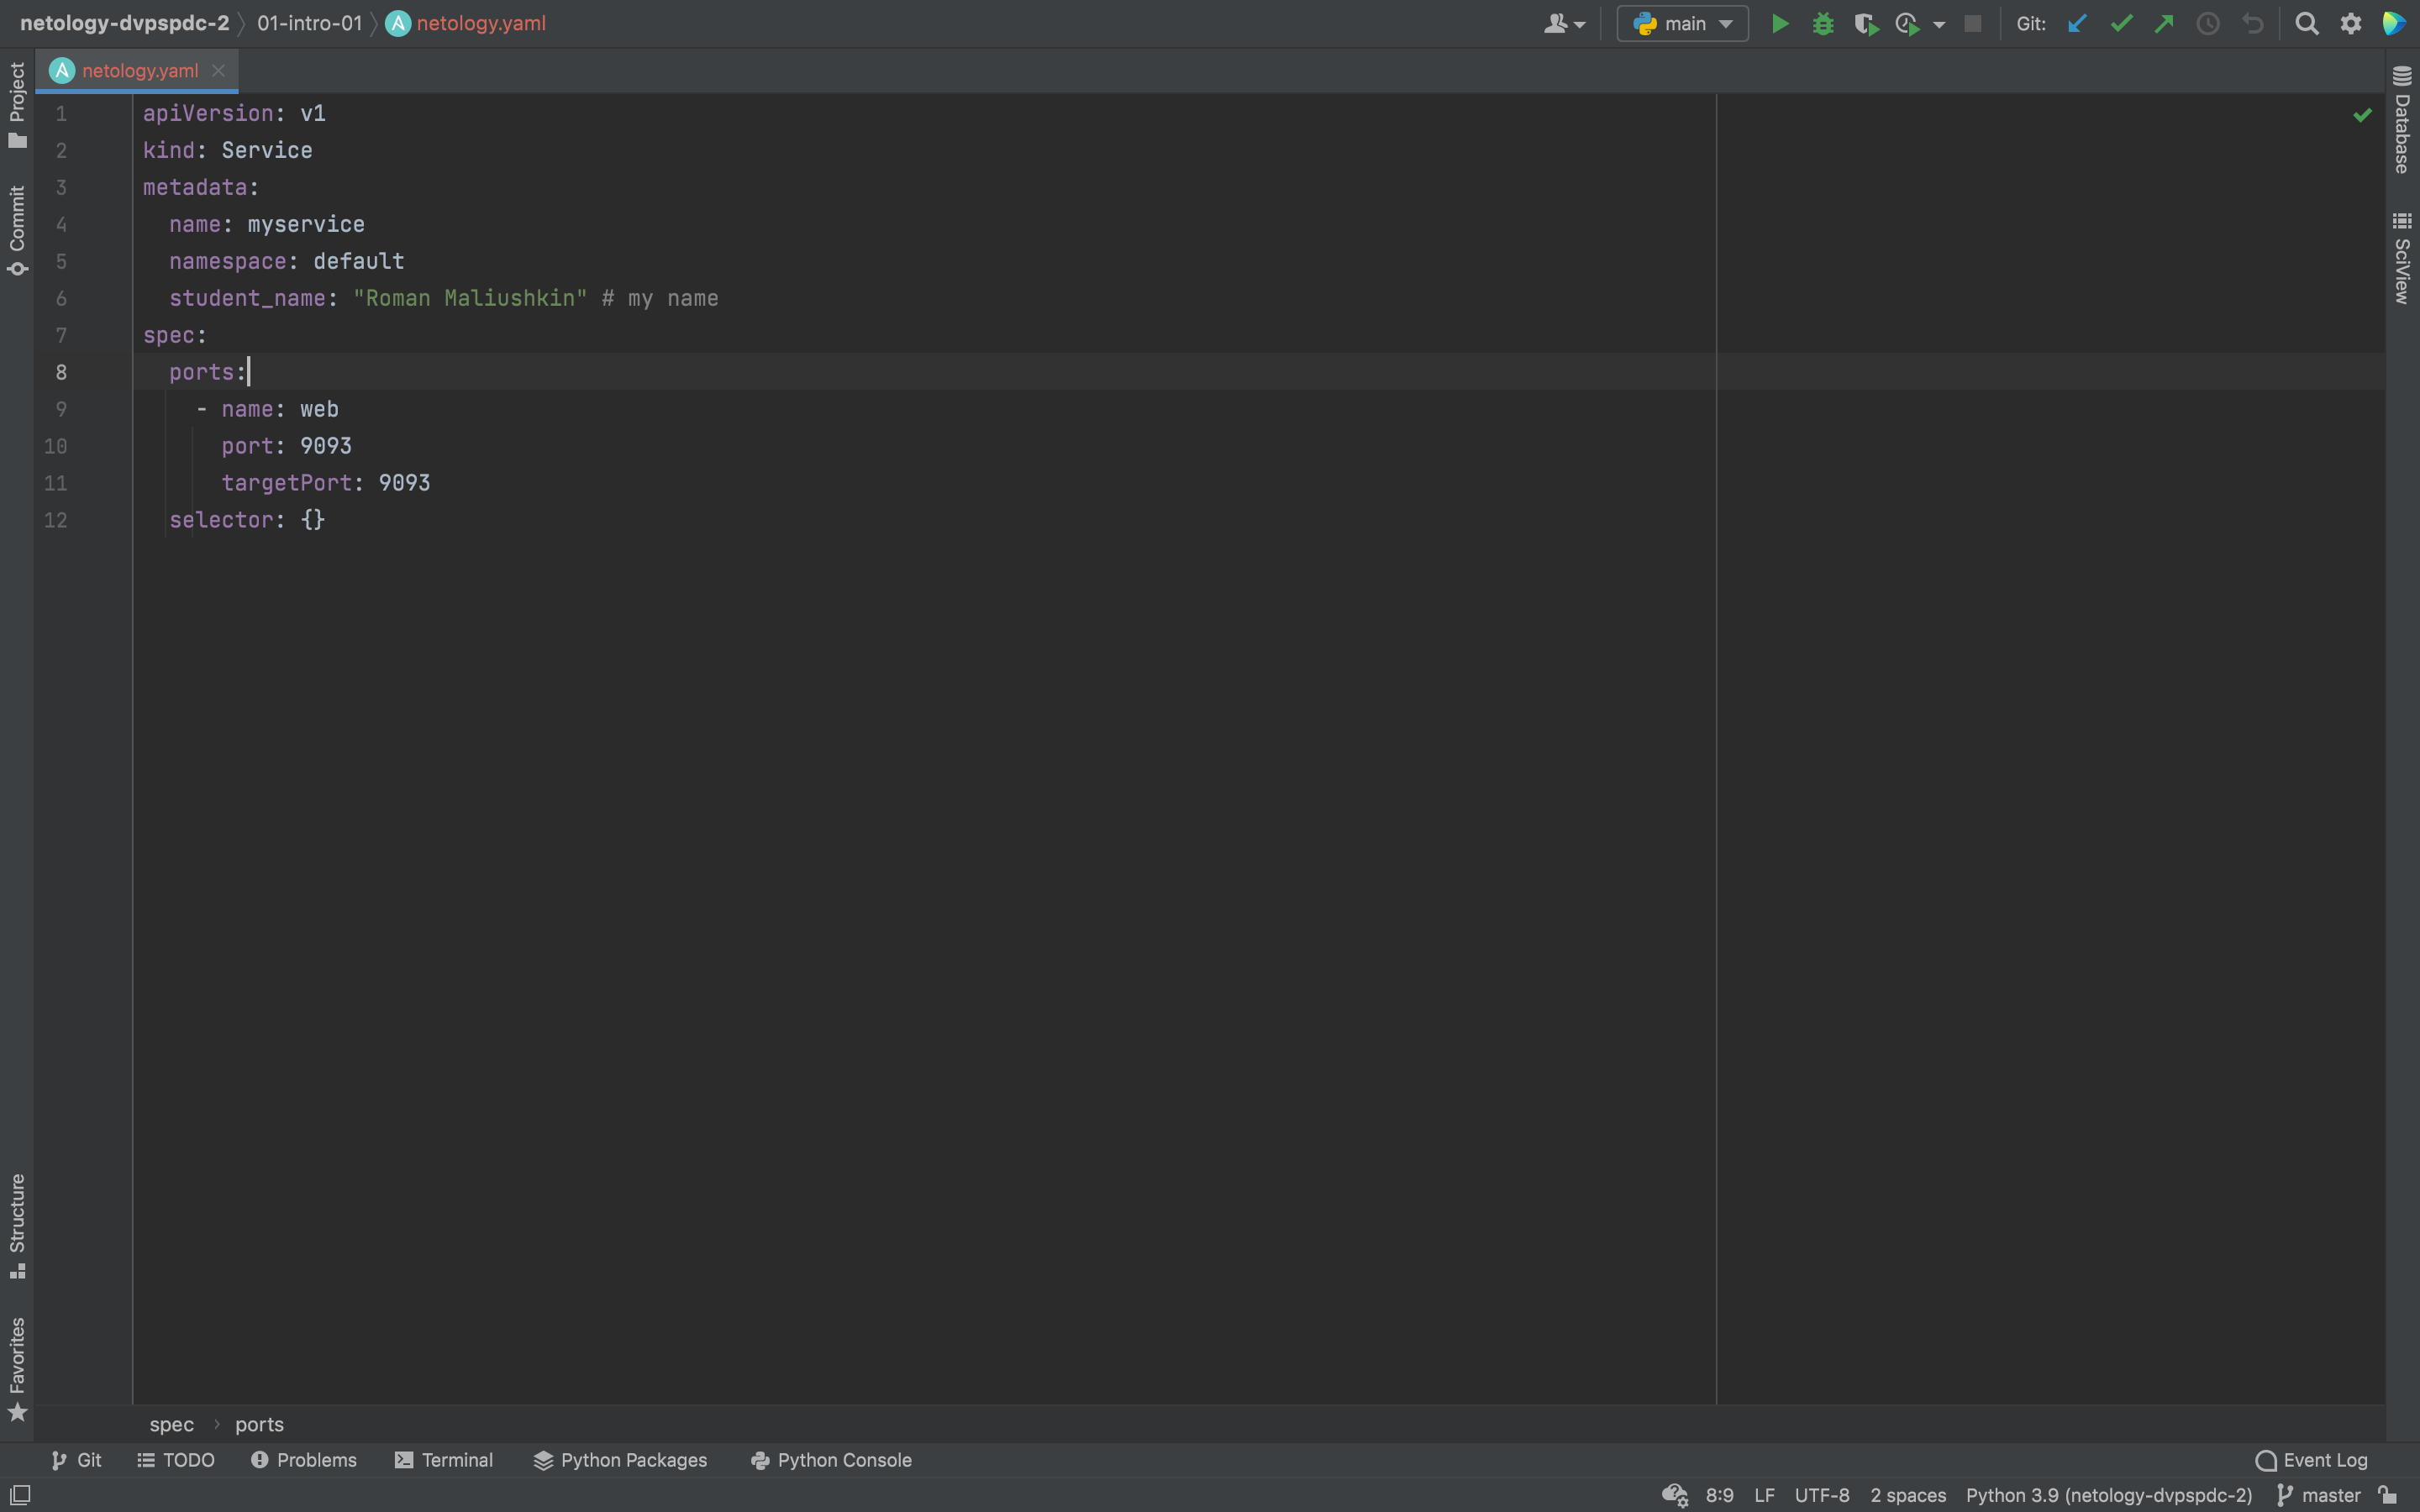 netology-dvpspdc-2 01-intro-01 netology.yaml main Git:
netology.yaml
Project
Commit
Structure
Favorites
1 apiVersion: v1
2 kind: Service
3 metadata:
4   name: myservice
5   namespace: default
6   student_name: "Roman Maliushkin" # my name
7 spec:
8   ports:
9     - name: web
10       port: 9093
11       targetPort: 9093
12   selector: {}
Database
SciView
spec › ports
Git TODO Problems Terminal Python Packages Python Console Event Log
8:9 LF UTF-8 2 spaces Python 3.9 (netology-dvpspdc-2) master